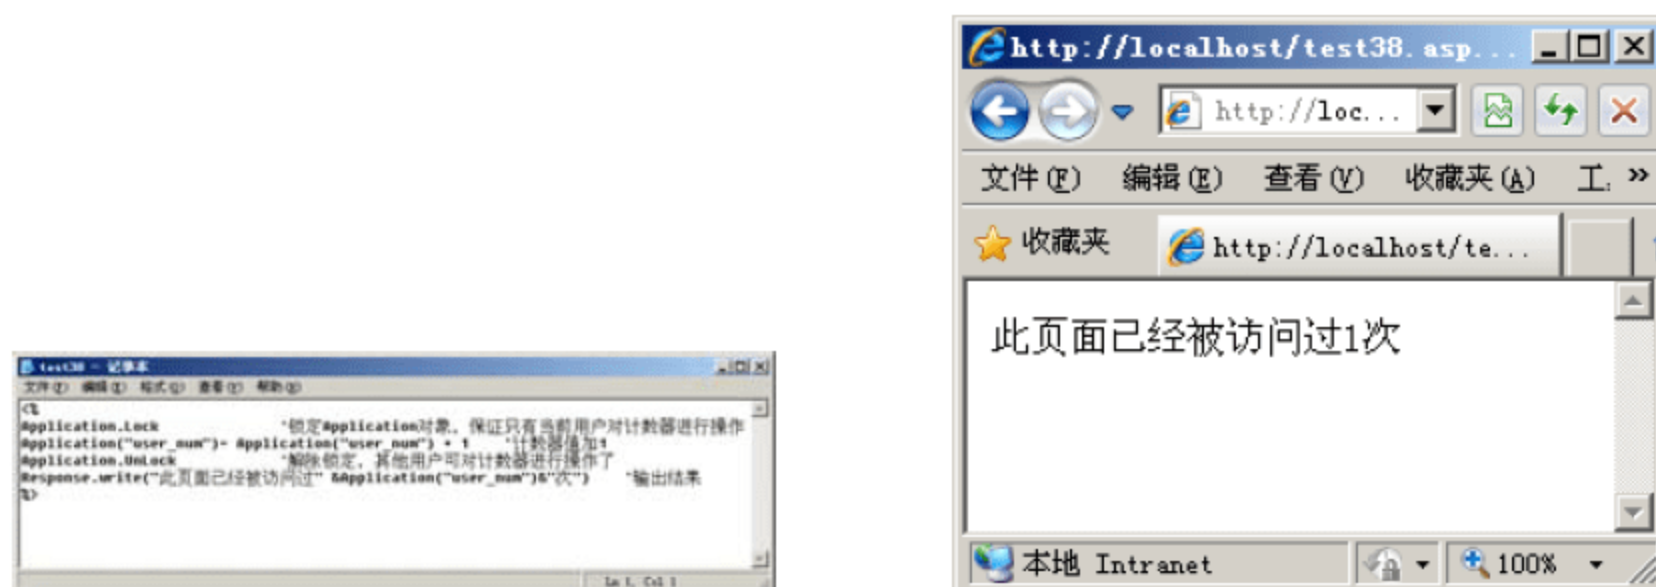 test38 - 记事本
文件(F) 编辑(E) 格式(O) 查看(V) 帮助(H)
<%
Application.Lock '锁定Application对象，保证只有当前用户对计数器进行操作
Application("user_num")= Application("user_num") + 1 '计数器值加1
Application.UnLock '解除锁定，其他用户可对计数器进行操作了
Response.write("此页面已经被访问过" &Application("user_num")&"次") '输出结果
%>
Ln 1, Col 1
http://localhost/test38.asp...
http://loc...
文件(F) 编辑(E) 查看(V) 收藏夹(A) 工
收藏夹 http://localhost/te...
此页面已经被访问过1次
本地 Intranet 100%